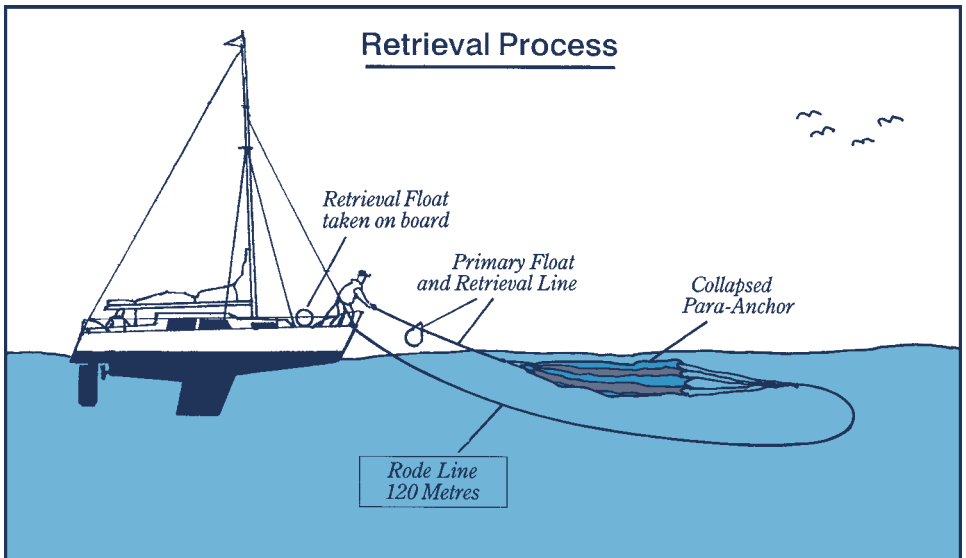 Retrieval Process
Retrieval Float
taken on board
Primary Float
and Retrieval Line
Collapsed
Para-Anchor
Rode Line
120 Metres